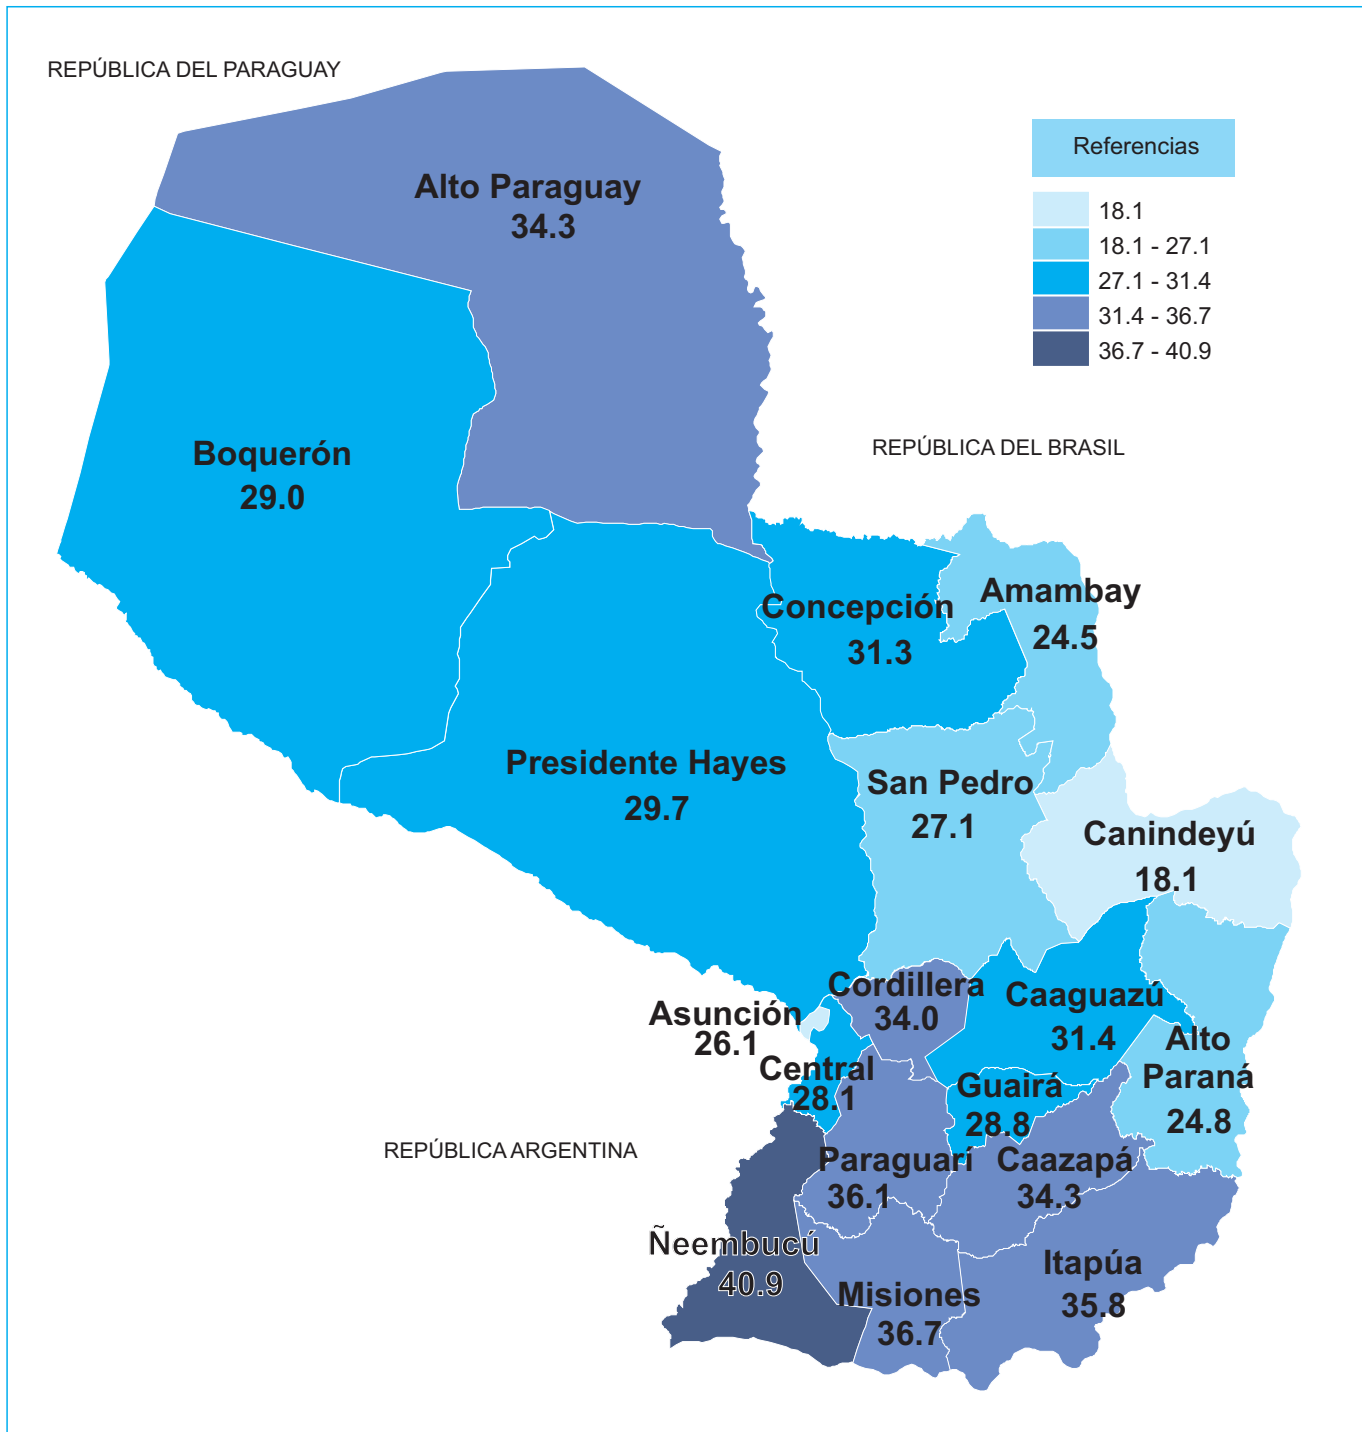 REPÚBLICA DEL PARAGUAY
Referencias
18.1
18.1 - 27.1
27.1 - 31.4
31.4 - 36.7
36.7 - 40.9
Alto Paraguay
34.3
REPÚBLICA DEL BRASIL
Boquerón
29.0
Amambay
24.5
Concepción
31.3
Presidente Hayes
29.7
San Pedro
27.1
Canindeyú
18.1
Cordillera
34.0
Caaguazú
31.4
Asunción
26.1
Alto
Paraná
24.8
Central
28.1
Guairá
28.8
REPÚBLICA ARGENTINA
Paraguarí
36.1
Caazapá
34.3
Ñeembucú
40.9
Itapúa
35.8
Misiones
36.7